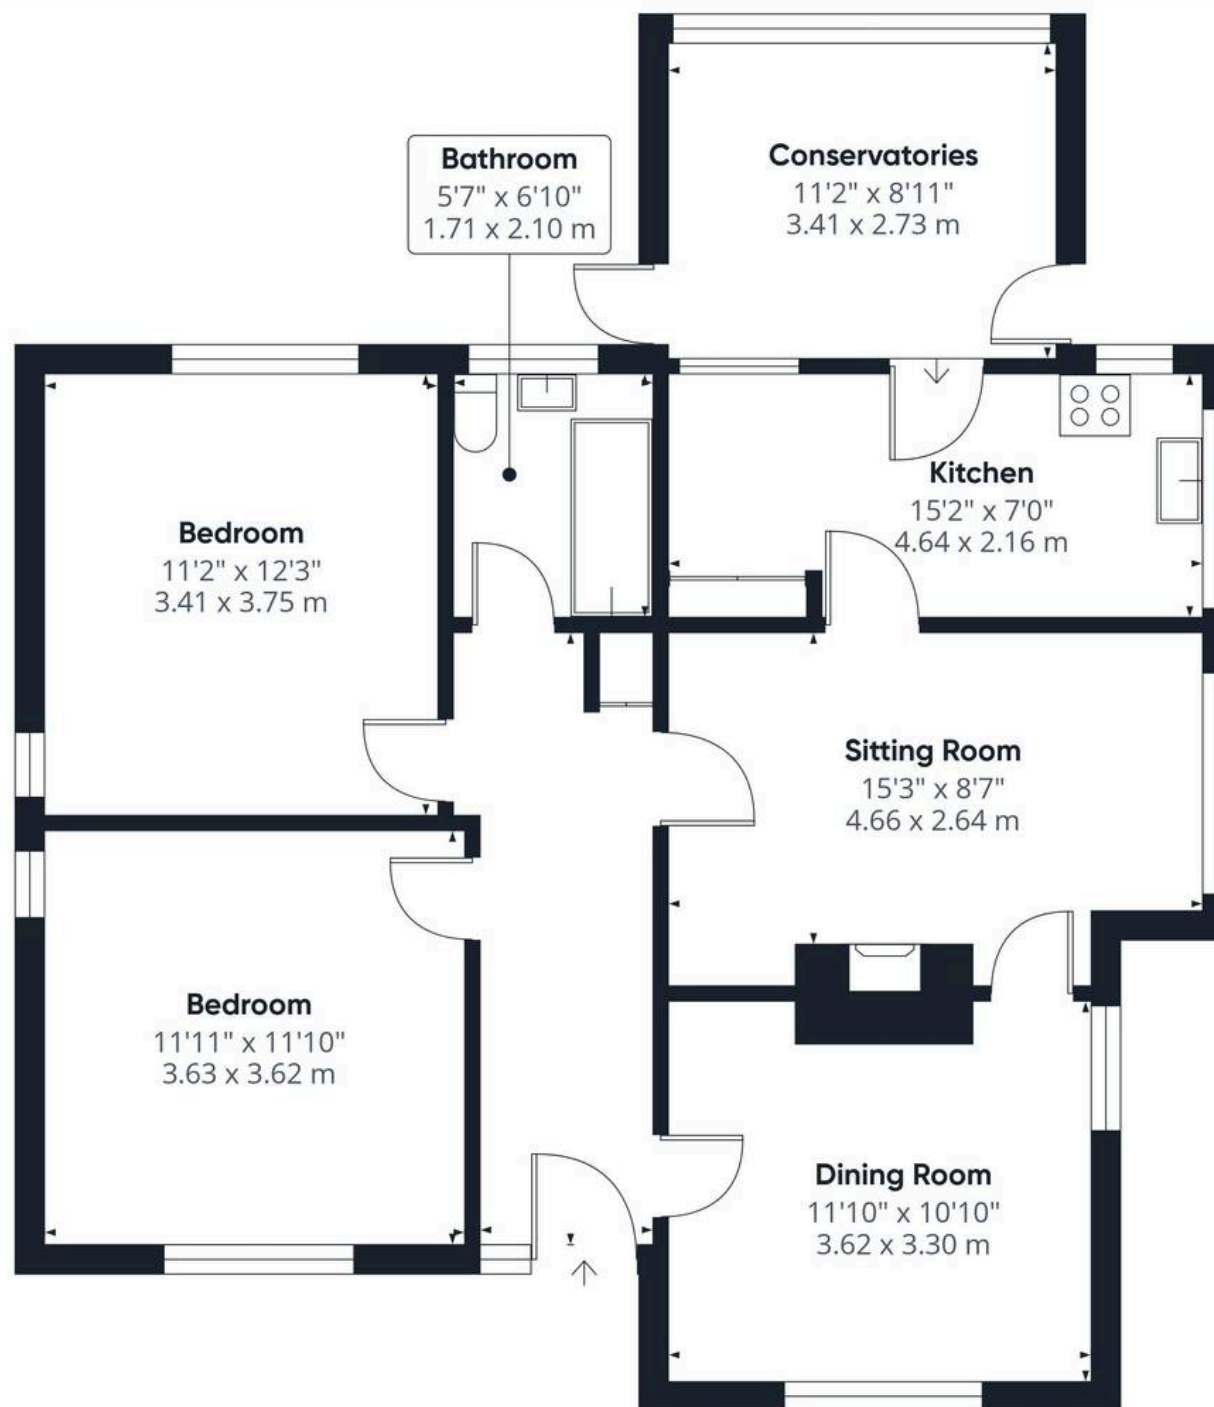 Bathroom
5'7" x 6'10"
1.71 x 2.10 m
Conservatories
11'2" x 8'11"
3.41 x 2.73 m
Kitchen
15'2" x 7'0"
4.64 x 2.16 m
Bedroom
11'2" x 12'3"
3.41 x 3.75 m
Sitting Room
15'3" x 8'7"
4.66 x 2.64 m
Bedroom
11'11" x 11'10"
3.63 x 3.62 m
Dining Room
11'10" x 10'10"
3.62 x 3.30 m